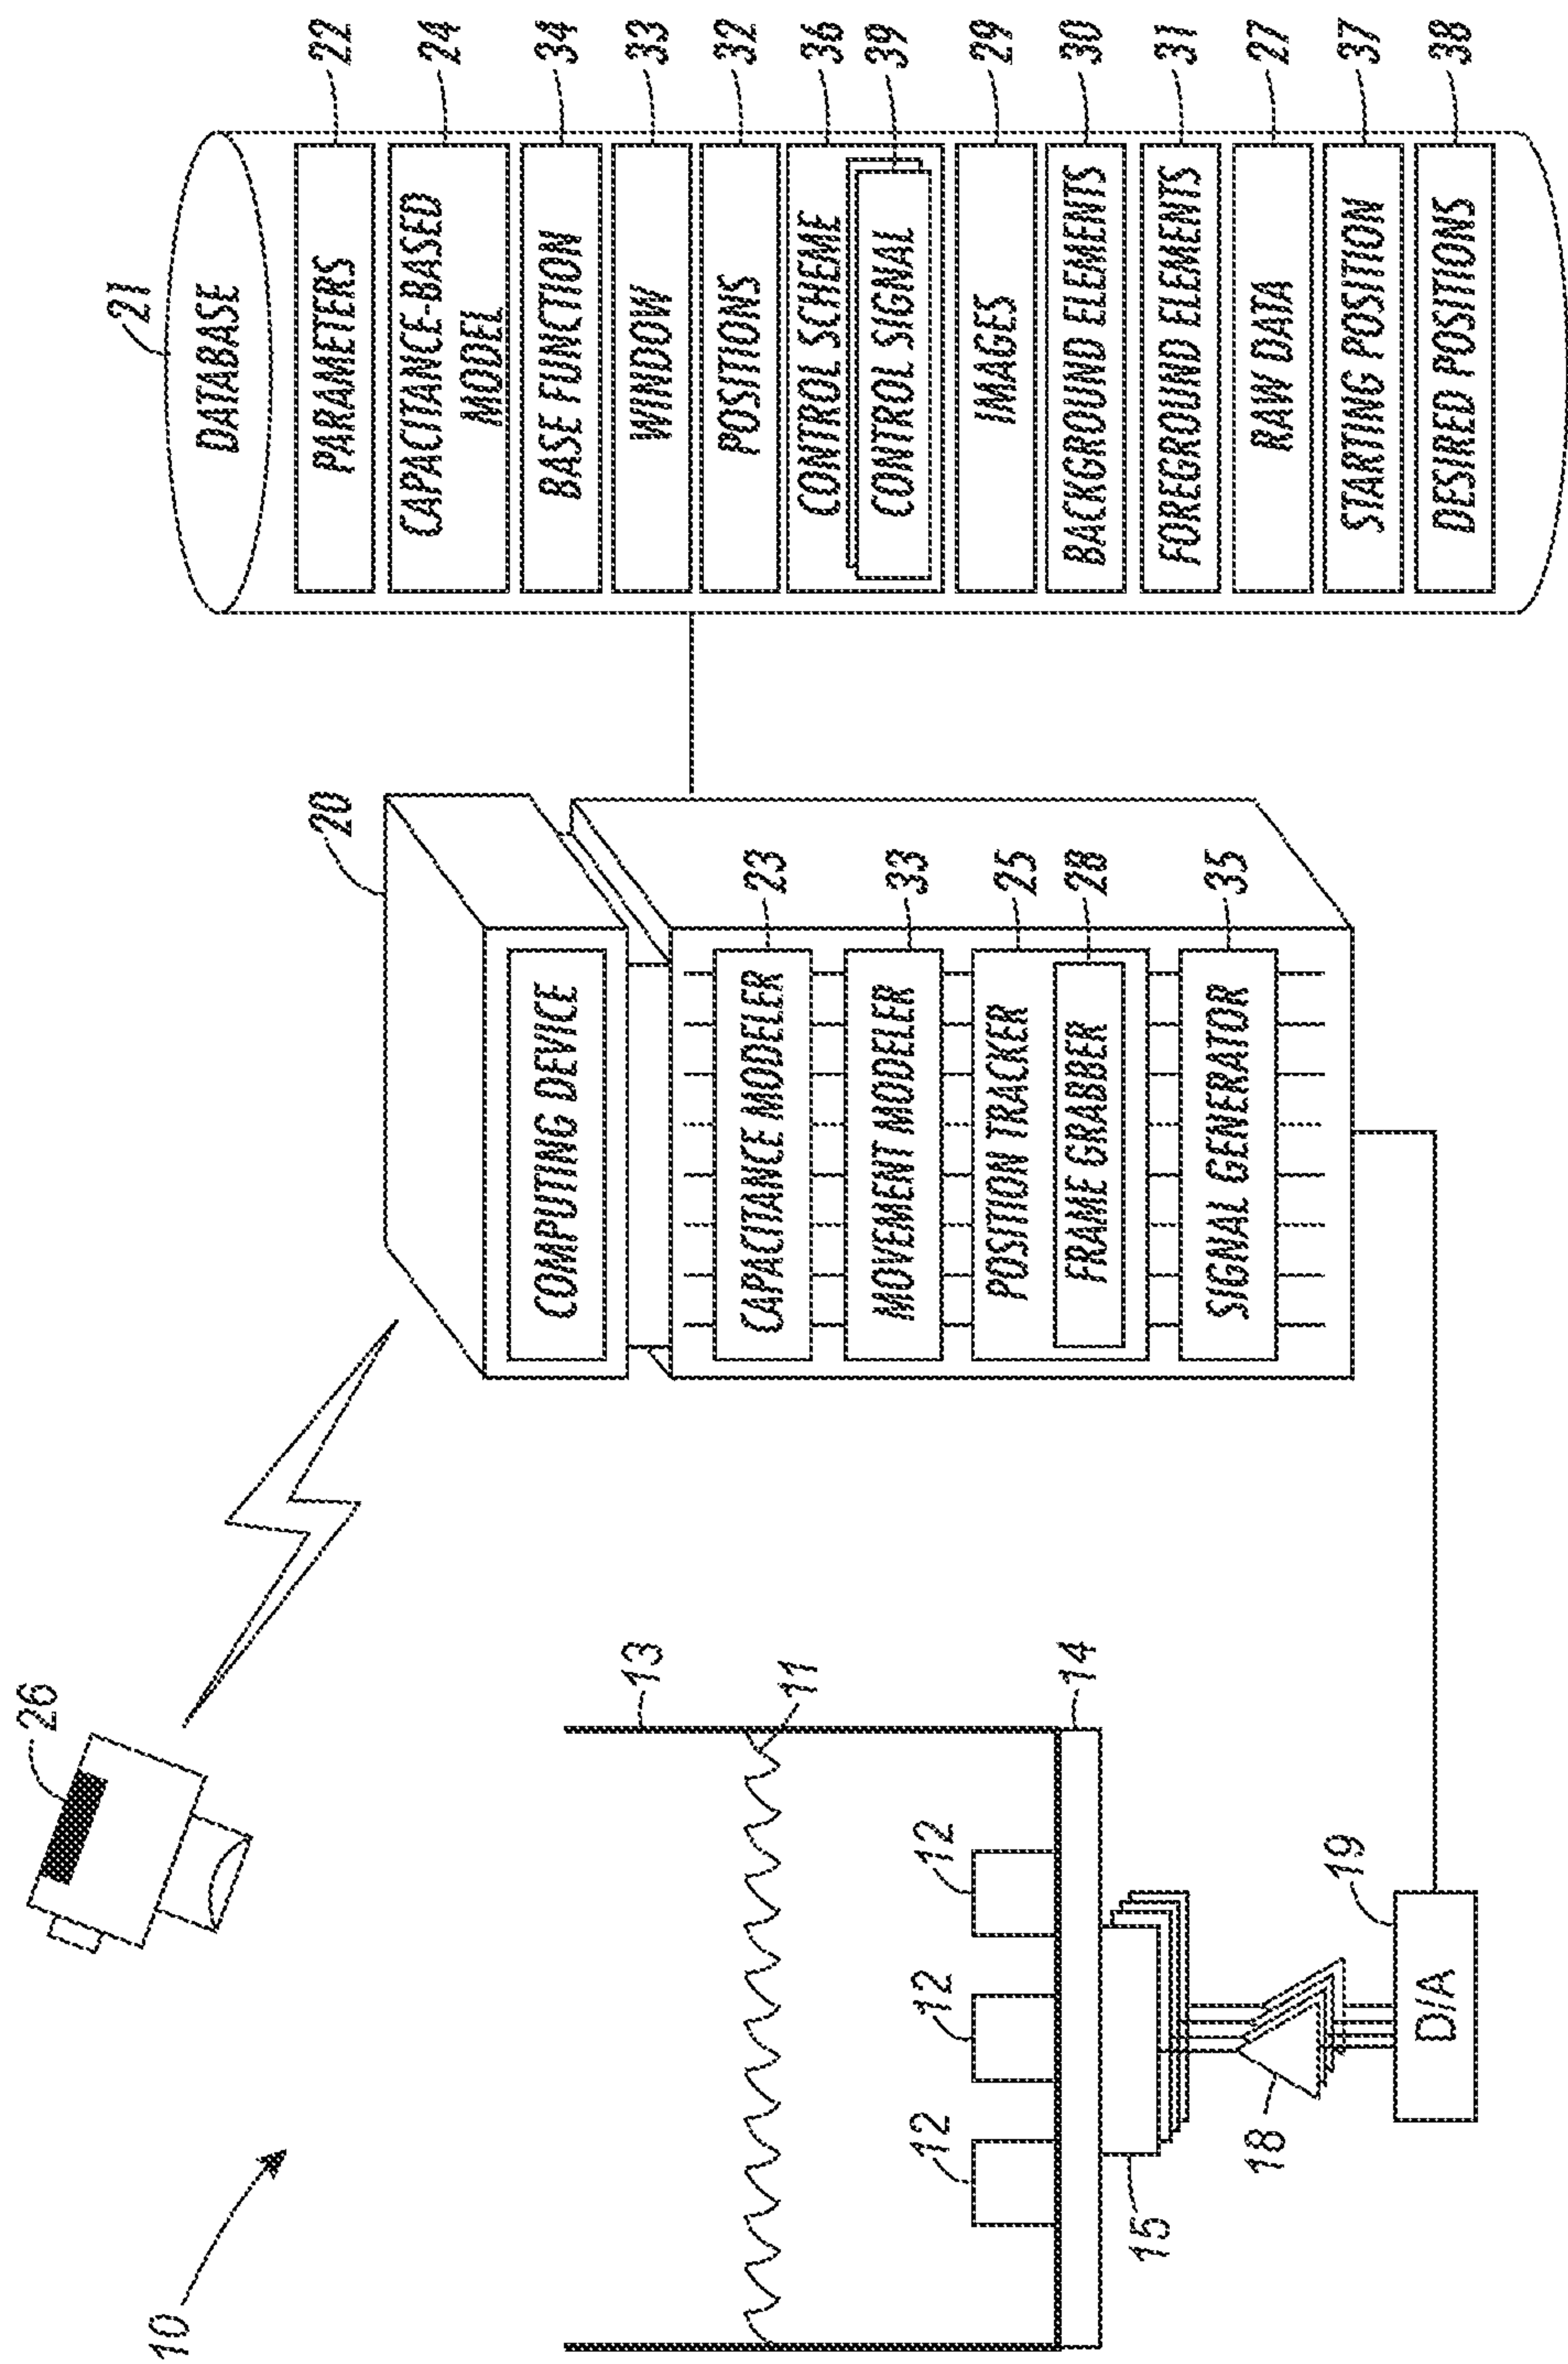 10
26
13
11
12
12
12
14
15
18
19
D/A
20
COMPUTING DEVICE
CAPACITANCE MODELER
23
MOVEMENT MODELER
33
POSITION TRACKER
25
FRAME GRABBER
28
SIGNAL GENERATOR
35
21
DATABASE
PARAMETERS
22
CAPACITANCE-BASED
MODEL
24
BASE FUNCTION
34
WINDOW
33
POSITIONS
32
CONTROL SCHEME
36
CONTROL SIGNAL
39
IMAGES
29
BACKGROUND ELEMENTS
30
FOREGROUND ELEMENTS
31
RAW DATA
27
STARTING POSITION
37
DESIRED POSITIONS
38